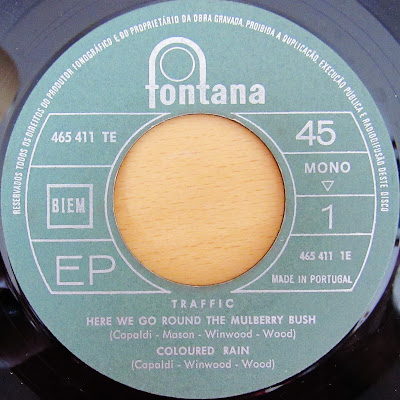 RESERVADOS TODOS OS DIREITOS DO PRODUTOR FONOGRÁFICO E DO PROPRIETÁRIO DA OBRA GRAVADA. PROIBIDA A DUPLICAÇÃO, EXECUÇÃO PÚBLICA E RADIODIFUSÃO DESTE DISCO
fontana
465 411 TE
45
MONO
BIEM
1
EP
465 411 1E
MADE IN PORTUGAL
TRAFFIC
HERE WE GO ROUND THE MULBERRY BUSH
(Capaldi - Mason - Winwood - Wood)
COLOURED RAIN
(Capaldi - Winwood - Wood)